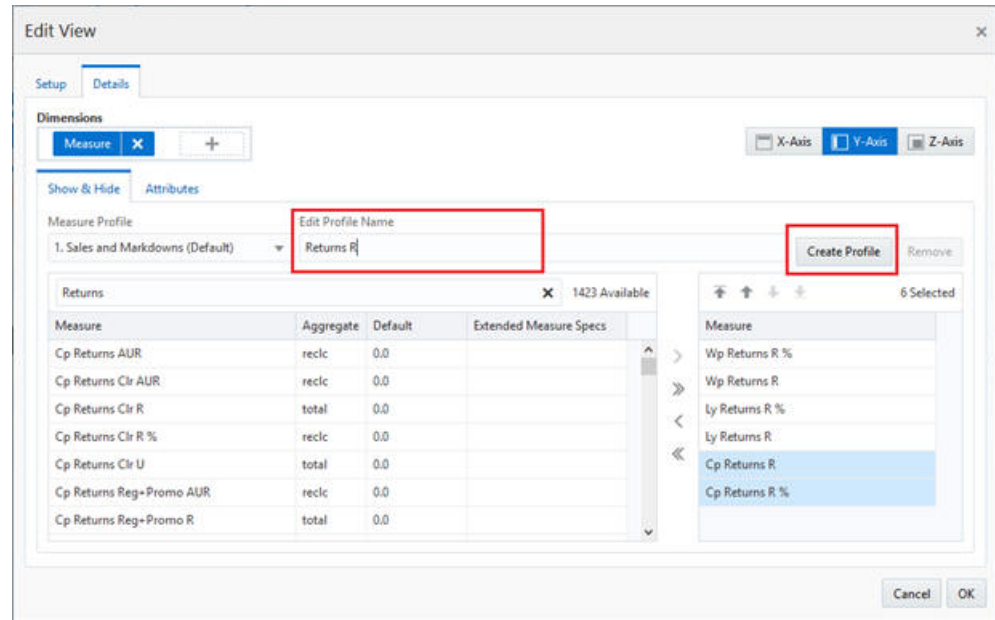 Edit View
Setup Details
Dimensions
Measure
X-Axis Y-Axis Z-Axis
Show & Hide Attributes
Measure Profile Edit Profile Name
1. Sales and Markdowns (Default) Returns R Create Profile Remove
Returns 1423 Available 6 Selected
Measure Aggregate Default Extended Measure Specs Measure
Cp Returns AUR reclc 0.0 Wp Returns R %
Cp Returns Clr AUR reclc 0.0 Wp Returns R
Cp Returns Clr R total 0.0 Ly Returns R %
Cp Returns Clr R % reclc 0.0 Ly Returns R
Cp Returns Clr U total 0.0 Cp Returns R
Cp Returns Reg+Promo AUR reclc 0.0 Cp Returns R %
Cp Returns Reg+Promo R total 0.0
Cancel OK